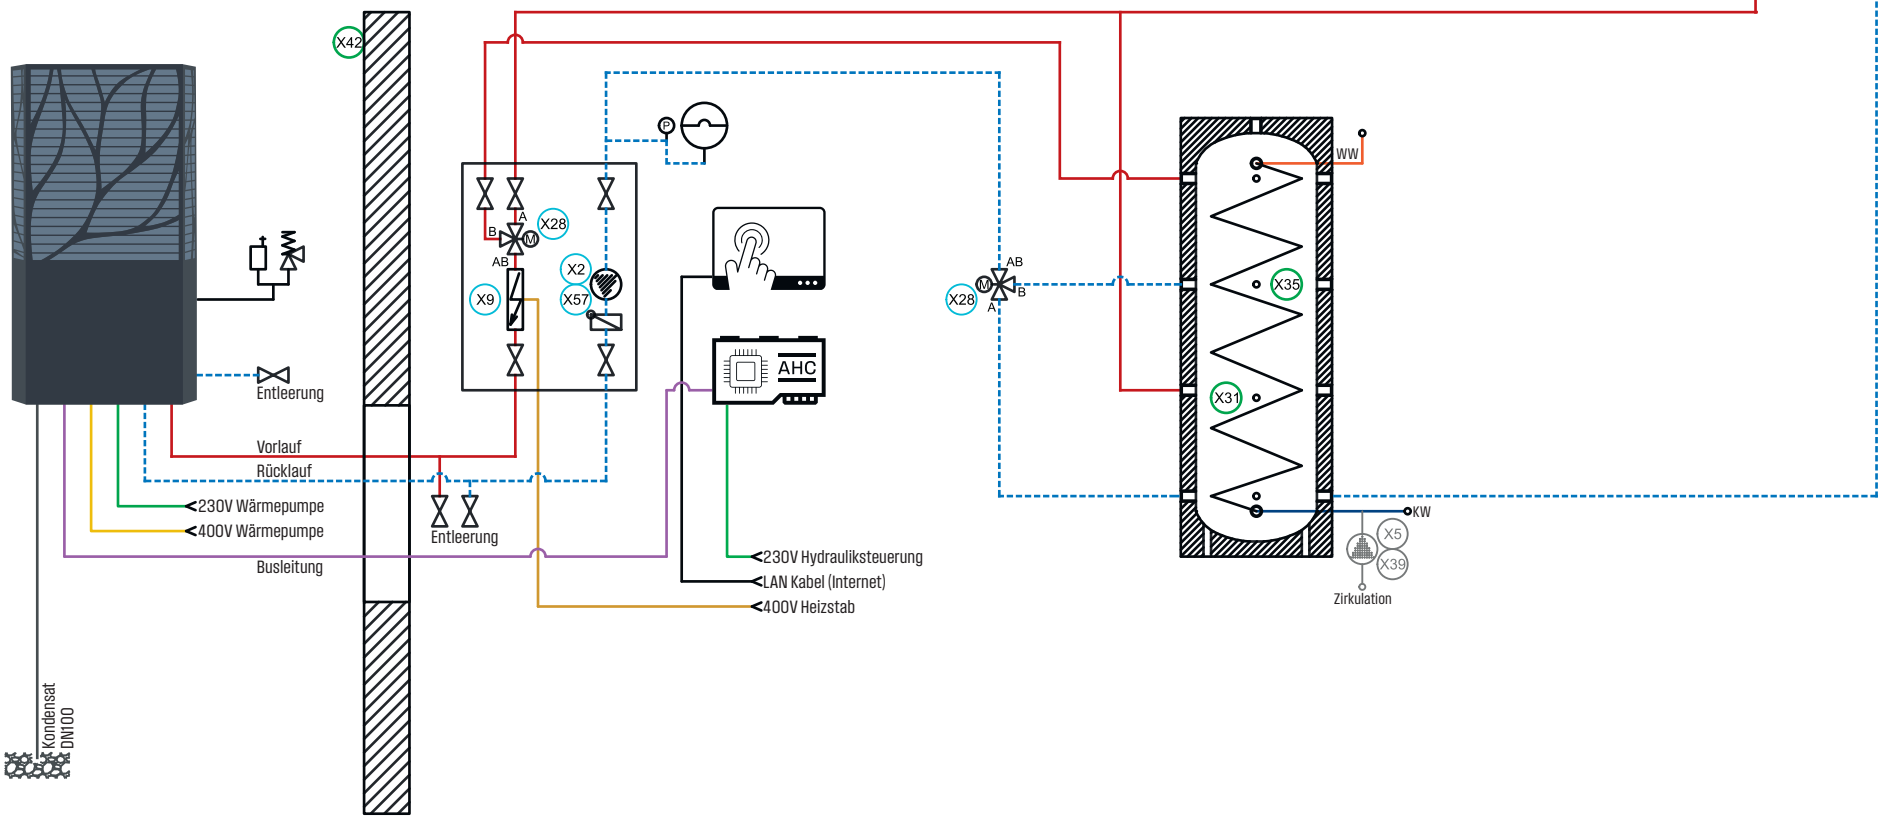 X42
P
WW
A
X28
B
M
AB
X2
X9
X57
AB
X28
M
B
A
X35
AHC
X31
Entleerung
Vorlauf
Rücklauf
230V Wärmepumpe
400V Wärmepumpe
Busleitung
Entleerung
230V Hydrauliksteuerung
LAN Kabel (Internet)
400V Heizstab
KW
X5
X39
Zirkulation
Kondensat
DN100